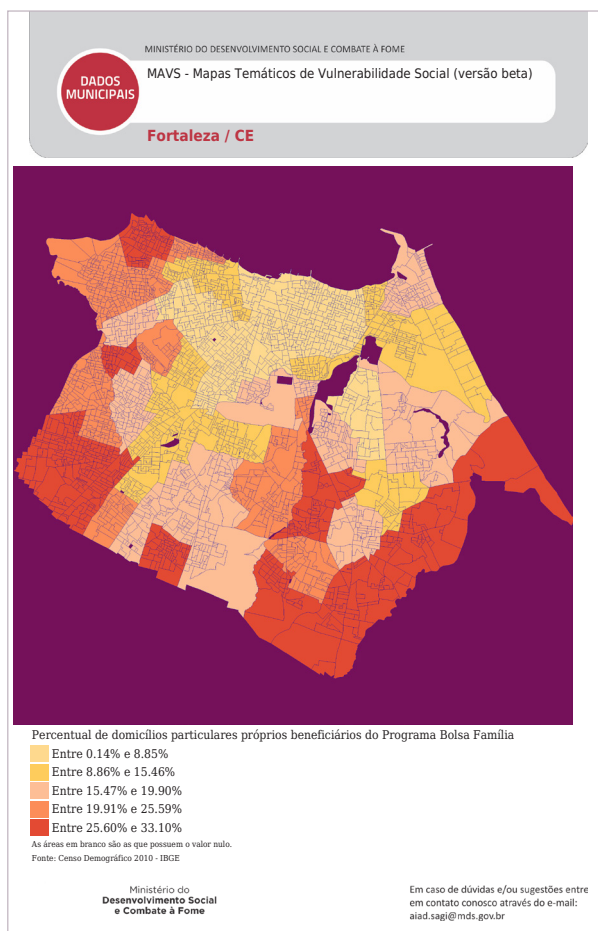 MINISTÉRIO DO DESENVOLVIMENTO SOCIAL E COMBATE À FOME
DADOS
MUNICIPAIS
MAVS - Mapas Temáticos de Vulnerabilidade Social (versão beta)
Fortaleza / CE
Percentual de domicílios particulares próprios beneficiários do Programa Bolsa Família
Entre 0.14% e 8.85%
Entre 8.86% e 15.46%
Entre 15.47% e 19.90%
Entre 19.91% e 25.59%
Entre 25.60% e 33.10%
As áreas em branco são as que possuem o valor nulo.
Fonte: Censo Demográfico 2010 - IBGE
Ministério do
Desenvolvimento Social
e Combate à Fome
Em caso de dúvidas e/ou sugestões entre
em contato conosco através do e-mail:
aiad.sagi@mds.gov.br